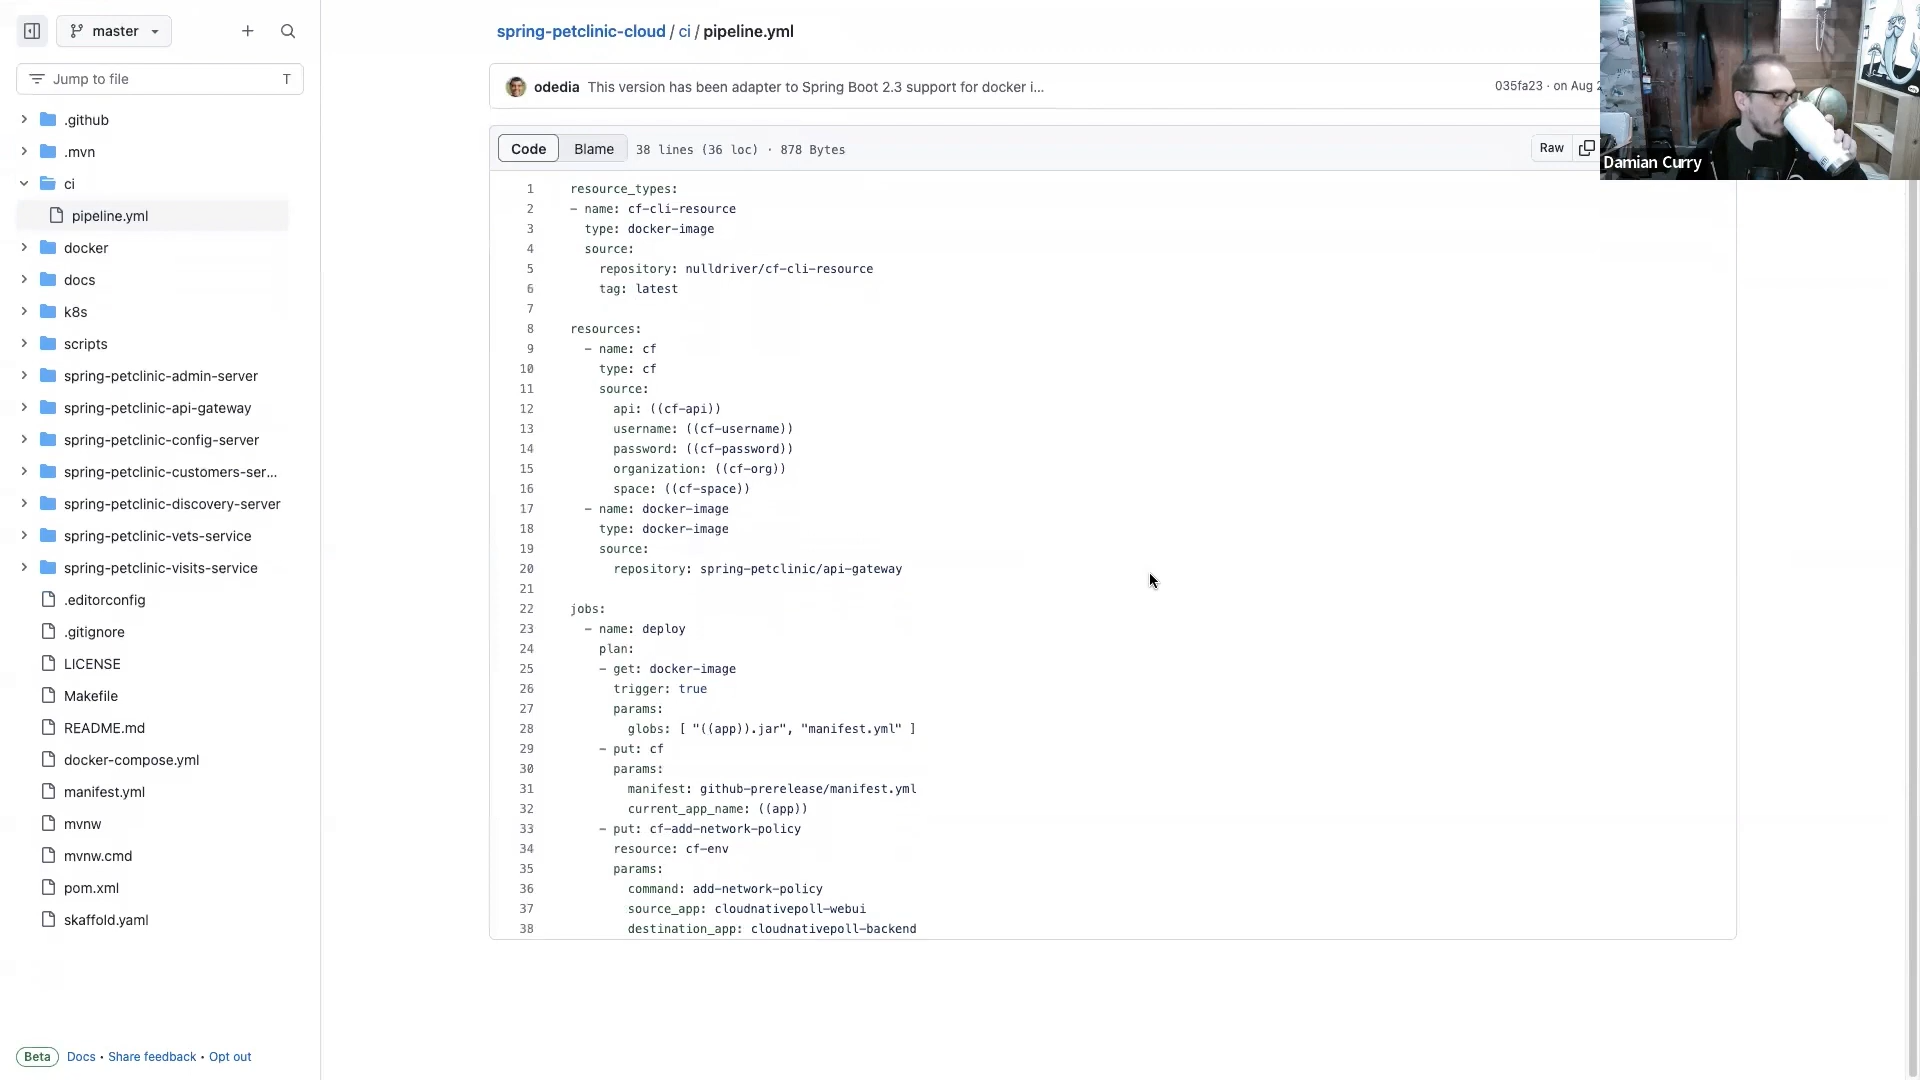 master
Jump to file
T
.github
.mvn
ci
pipeline.yml
docker
docs
k8s
scripts
spring-petclinic-admin-server
spring-petclinic-api-gateway
spring-petclinic-config-server
spring-petclinic-customers-ser...
spring-petclinic-discovery-server
spring-petclinic-vets-service
spring-petclinic-visits-service
.editorconfig
.gitignore
LICENSE
Makefile
README.md
docker-compose.yml
manifest.yml
mvnw
mvnw.cmd
pom.xml
skaffold.yaml
Beta Docs • Share feedback • Opt out
spring-petclinic-cloud / ci / pipeline.yml
odedia This version has been adapter to Spring Boot 2.3 support for docker i... 035fa23 · on Aug 2
Code Blame 38 lines (36 loc) · 878 Bytes Raw
1 resource_types:
2 - name: cf-cli-resource
3 type: docker-image
4 source:
5 repository: nulldriver/cf-cli-resource
6 tag: latest
7
8 resources:
9 - name: cf
10 type: cf
11 source:
12 api: ((cf-api))
13 username: ((cf-username))
14 password: ((cf-password))
15 organization: ((cf-org))
16 space: ((cf-space))
17 - name: docker-image
18 type: docker-image
19 source:
20 repository: spring-petclinic/api-gateway
21
22 jobs:
23 - name: deploy
24 plan:
25 - get: docker-image
26 trigger: true
27 params:
28 globs: [ "((app)).jar", "manifest.yml" ]
29 - put: cf
30 params:
31 manifest: github-prerelease/manifest.yml
32 current_app_name: ((app))
33 - put: cf-add-network-policy
34 resource: cf-env
35 params:
36 command: add-network-policy
37 source_app: cloudnativepoll-webui
38 destination_app: cloudnativepoll-backend
Damian Curry